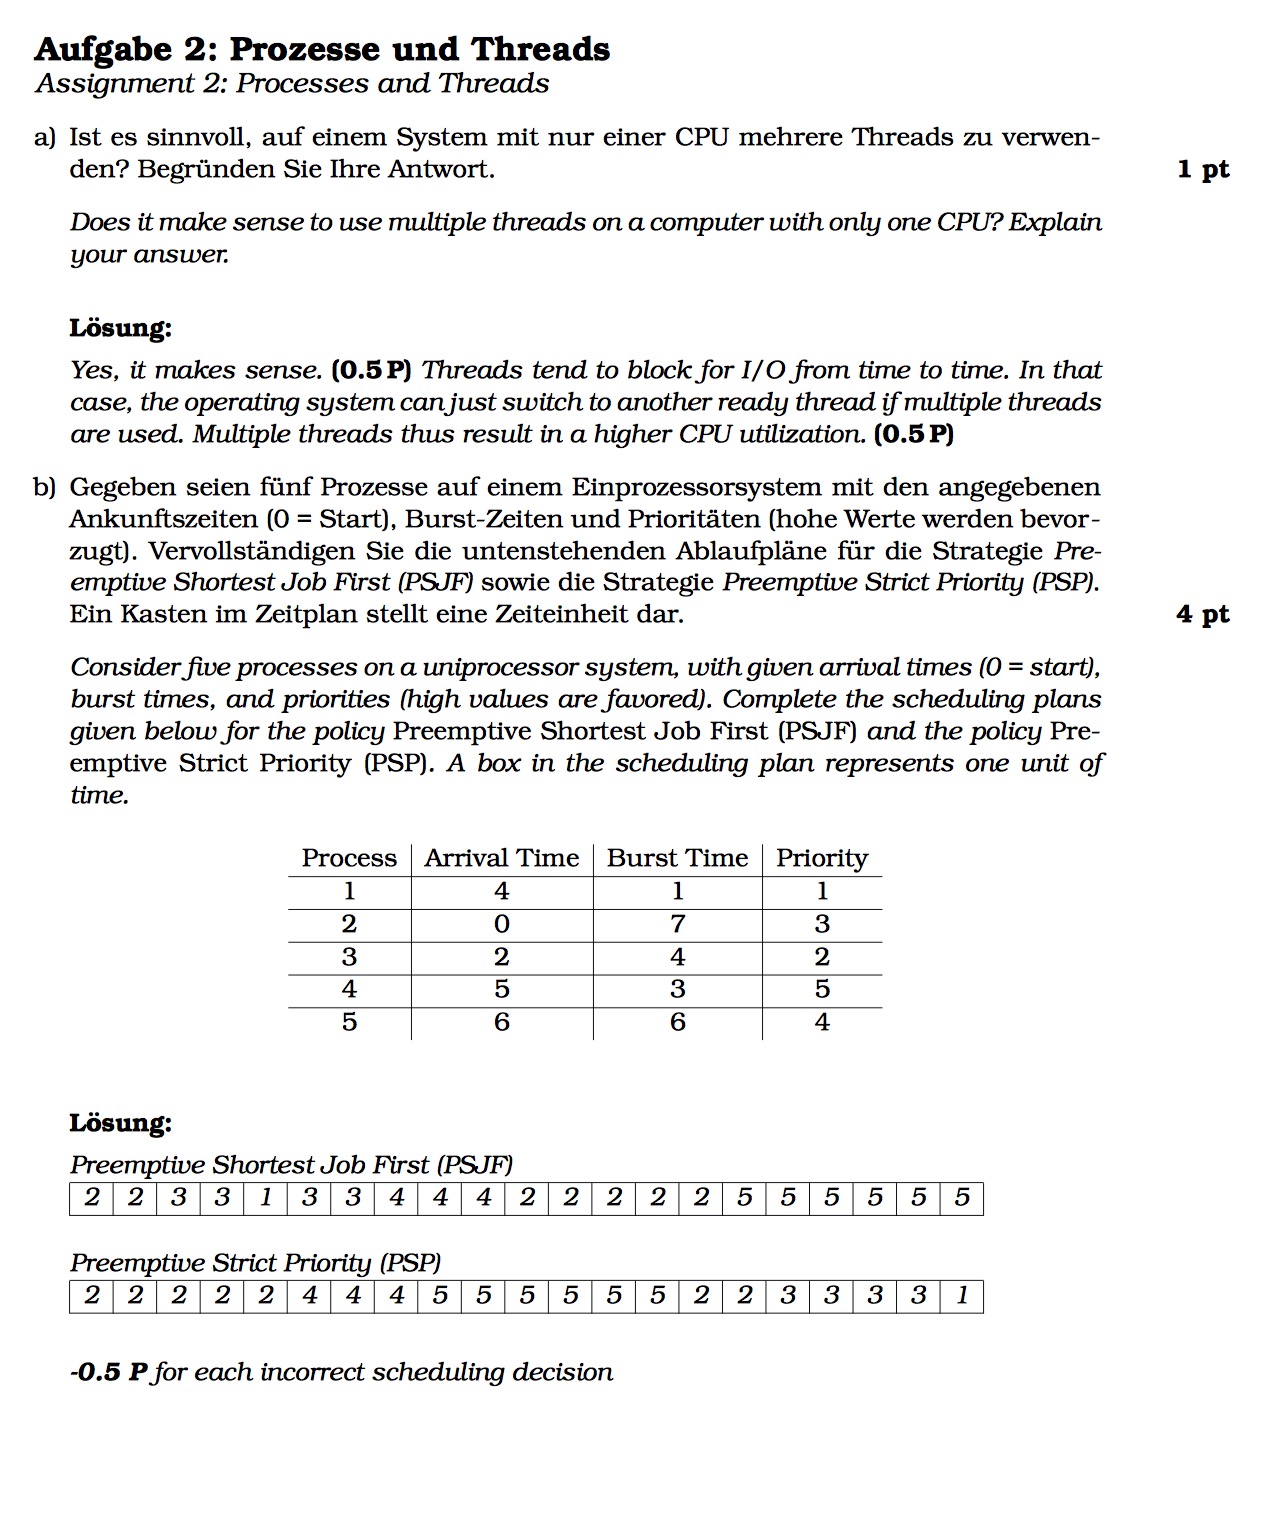 Aufgabe 2: Prozesse und Threads
Assignment 2: Processes and Threads
a) Ist es sinnvoll, auf einem System mit nur einer CPU mehrere Threads zu verwen-
den? Begründen Sie Ihre Antwort. 1 pt
Does it make sense to use multiple threads on a computer with only one CPU? Explain
your answer.
Lösung:
Yes, it makes sense. (0.5 P) Threads tend to block for I/O from time to time. In that
case, the operating system can just switch to another ready thread if multiple threads
are used. Multiple threads thus result in a higher CPU utilization. (0.5 P)
b) Gegeben seien fünf Prozesse auf einem Einprozessorsystem mit den angegebenen
Ankunftszeiten (0 = Start), Burst-Zeiten und Prioritäten (hohe Werte werden bevor-
zugt). Vervollständigen Sie die untenstehenden Ablaufpläne für die Strategie Pre-
emptive Shortest Job First (PSJF) sowie die Strategie Preemptive Strict Priority (PSP).
Ein Kasten im Zeitplan stellt eine Zeiteinheit dar. 4 pt
Consider five processes on a uniprocessor system, with given arrival times (0 = start),
burst times, and priorities (high values are favored). Complete the scheduling plans
given below for the policy Preemptive Shortest Job First (PSJF) and the policy Pre-
emptive Strict Priority (PSP). A box in the scheduling plan represents one unit of
time.
Process Arrival Time Burst Time Priority
1 4 1 1
2 0 7 3
3 2 4 2
4 5 3 5
5 6 6 4
Lösung:
Preemptive Shortest Job First (PSJF)
2 2 3 3 1 3 3 4 4 4 2 2 2 2 2 5 5 5 5 5 5
Preemptive Strict Priority (PSP)
2 2 2 2 2 4 4 4 5 5 5 5 5 5 2 2 3 3 3 3 1
-0.5 P for each incorrect scheduling decision